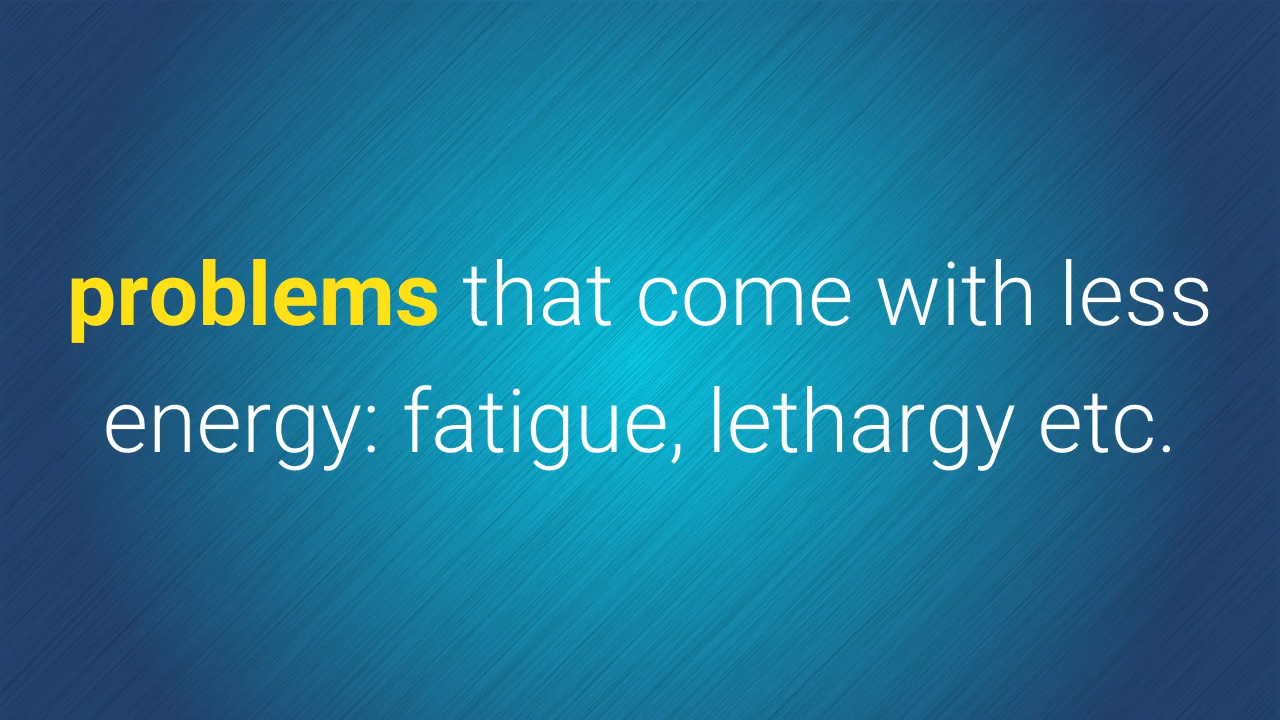 problems that come with less
energy: fatigue, lethargy etc.